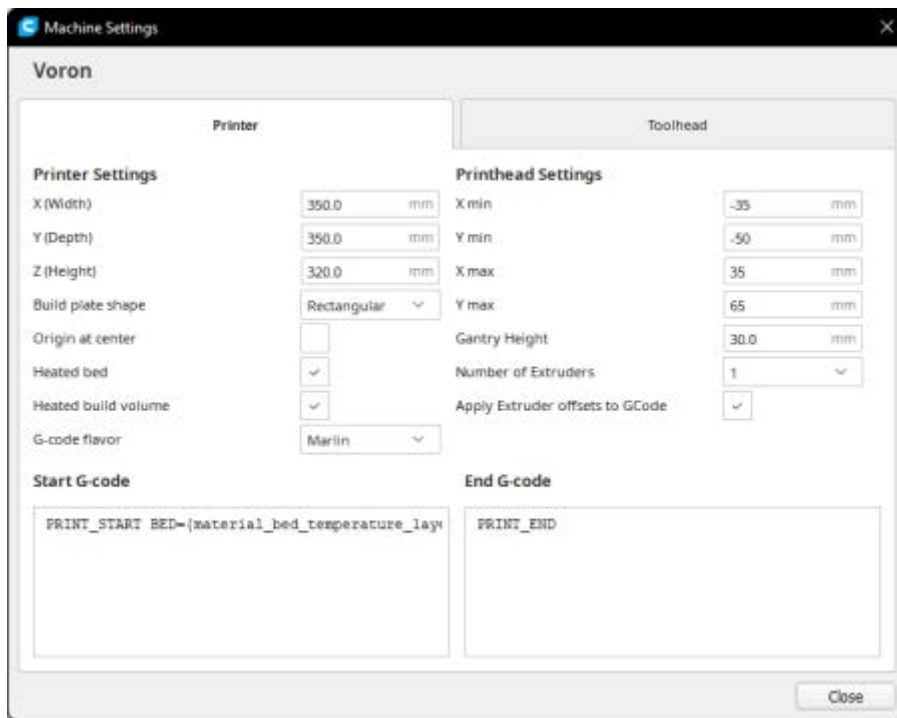 Machine Settings
Voron
Printer
Toolhead
Printer Settings
Printhead Settings
X (Width)
350.0 mm
X min
-35 mm
Y (Depth)
350.0 mm
Y min
-50 mm
Z (Height)
320.0 mm
X max
35 mm
Build plate shape
Rectangular
Y max
65 mm
Origin at center
Gantry Height
30.0 mm
Heated bed
Number of Extruders
1
Heated build volume
Apply Extruder offsets to GCode
G-code flavor
Marlin
Start G-code
End G-code
PRINT_START BED={material_bed_temperature_lay
PRINT_END
Close